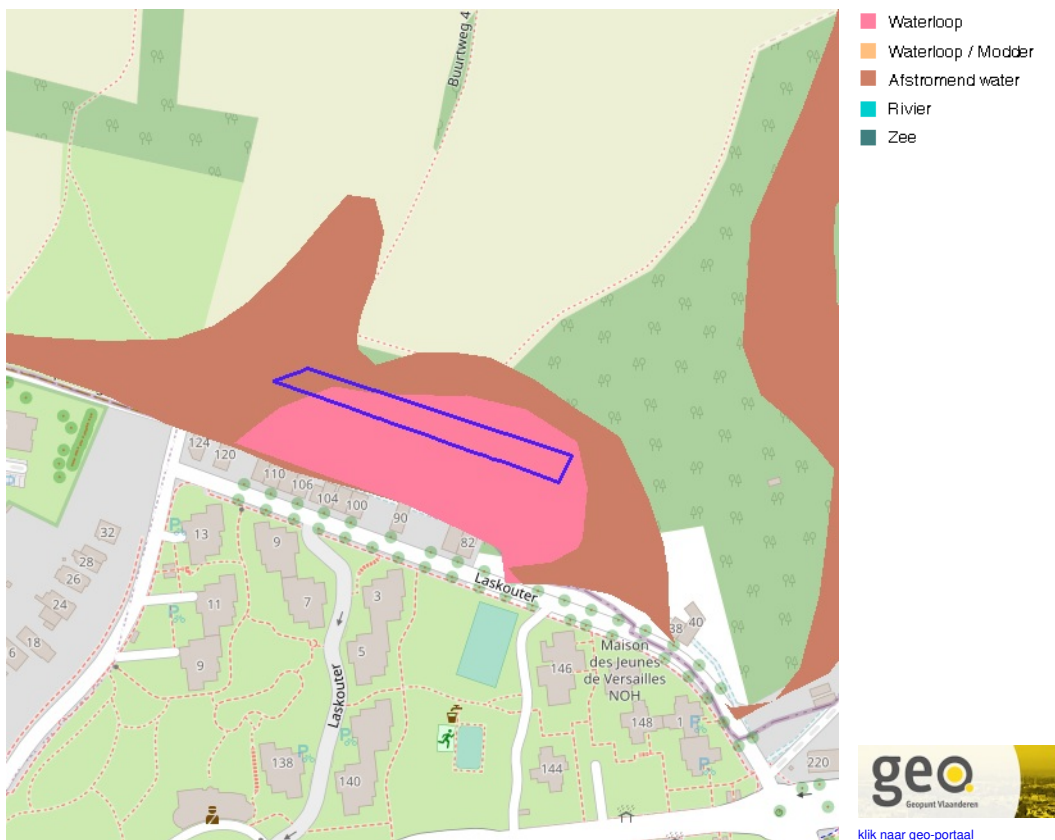 Waterloop
Waterloop / Modder
Afstromend water
Rivier
Zee
Buurtweg 4
124
120
110
106
104
100
90
82
32
28
26
24
18
6
13
11
9
9
7
3
5
Laskouter
Laskouter
38
40
Maison
des Jeunes
de Versailles
NOH
146
148
1
144
138
140
220
P
P
P
P
P
P
geo
Geopunt Vlaanderen
klik naar geo-portaal